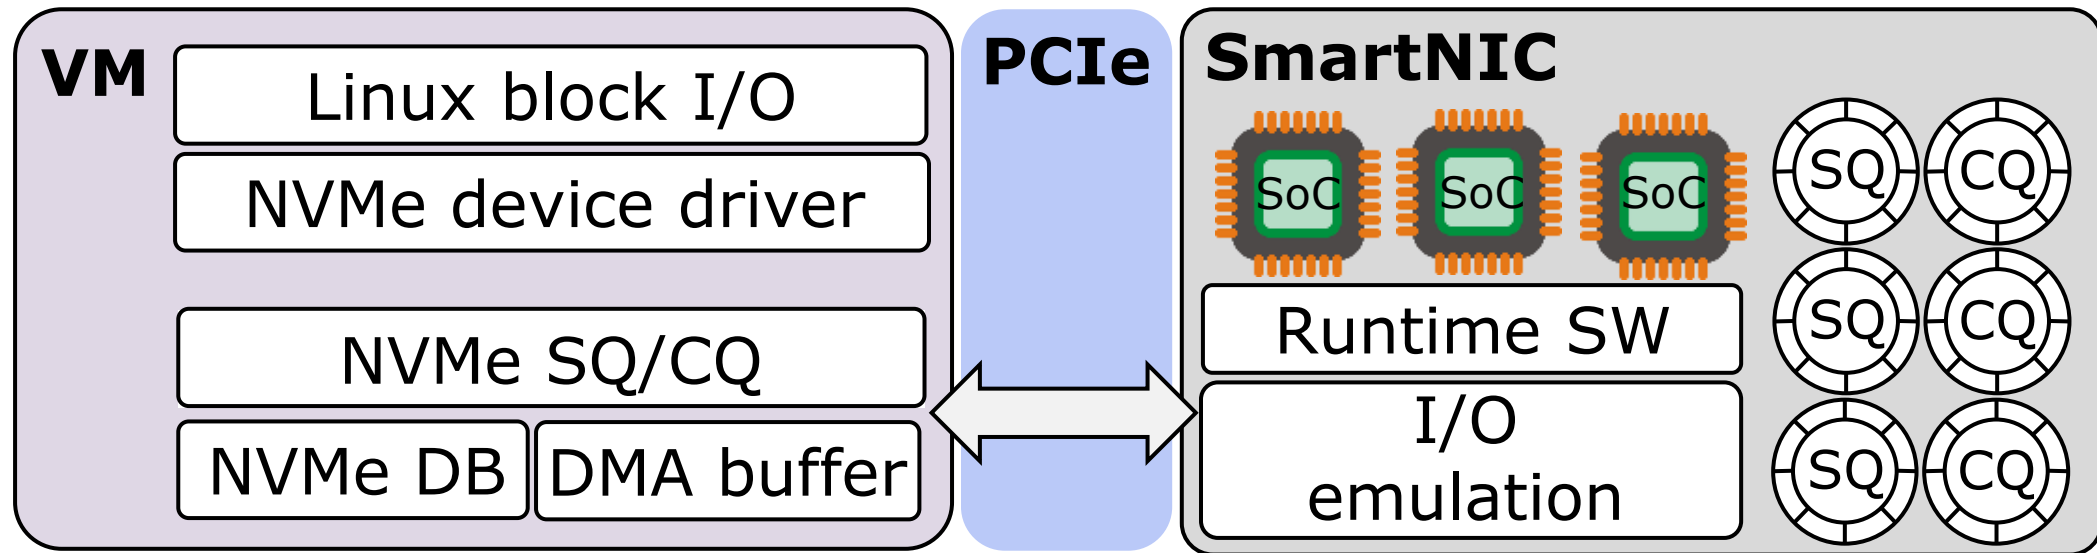 VM
Linux block I/O
NVMe device driver
NVMe SQ/CQ
NVMe DB
DMA buffer
PCIe
SmartNIC
SoC
SoC
SoC
Runtime SW
I/O
emulation
SQ
CQ
SQ
CQ
SQ
CQ